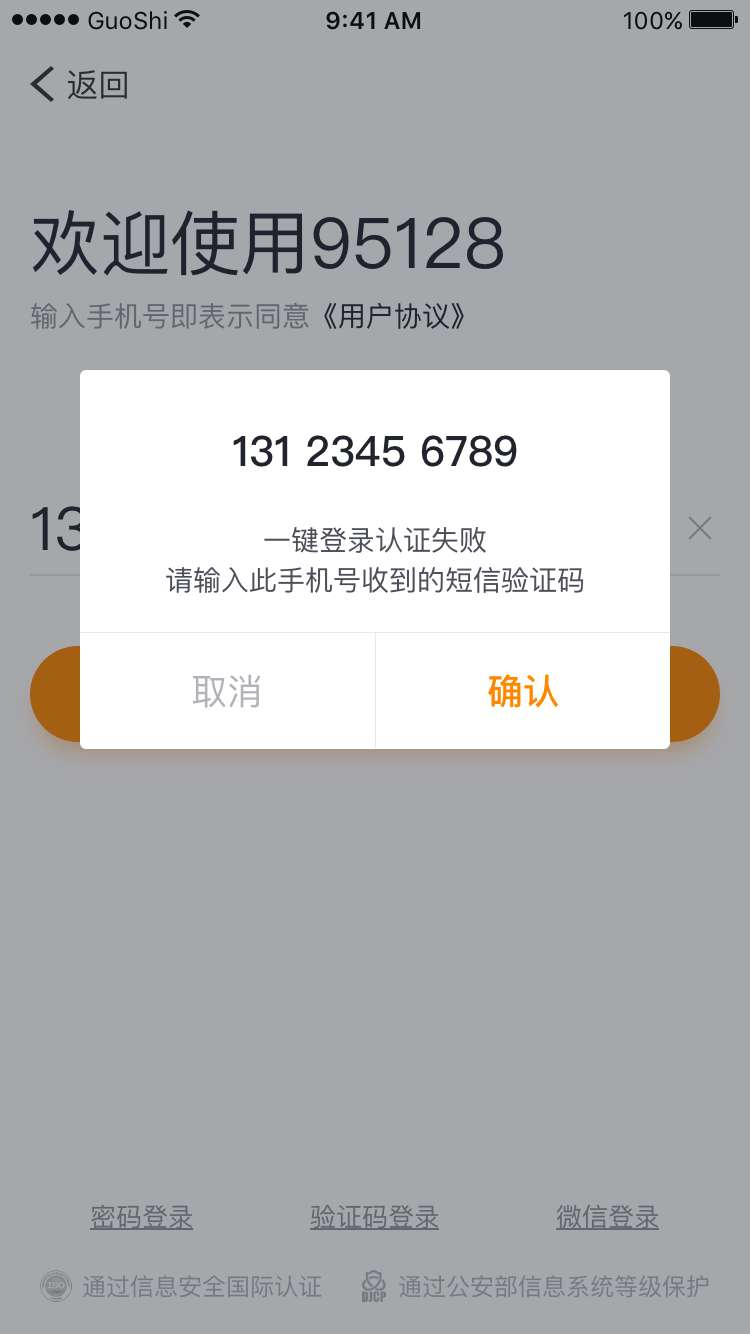 GuoShi 9:41 AM 100%
返回
欢迎使用95128
输入手机号即表示同意《用户协议》
131 2345 6789
13
一键登录认证失败
请输入此手机号收到的短信验证码
取消 确认
密码登录 验证码登录 微信登录
ISO 通过信息安全国际认证 DJCP 通过公安部信息系统等级保护